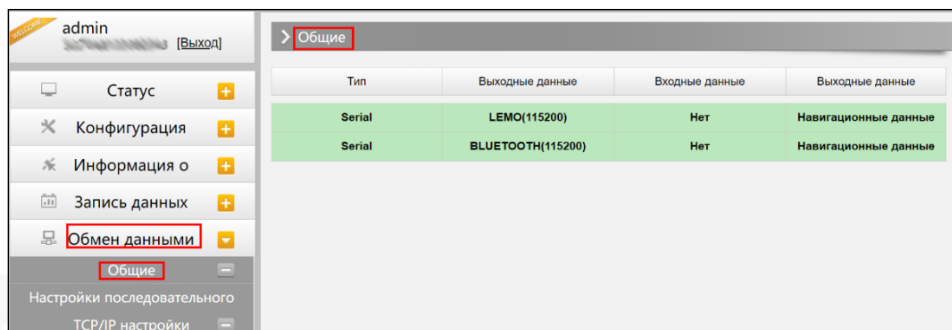 WELCOME
admin
[Выход]
Статус
Конфигурация
Информация о
Запись данных
Обмен данными
Общие
Настройки последовательного
TCP/IP настройки
Общие
Тип Выходные данные Входные данные Выходные данные
Serial LEMO(115200) Нет Навигационные данные
Serial BLUETOOTH(115200) Нет Навигационные данные